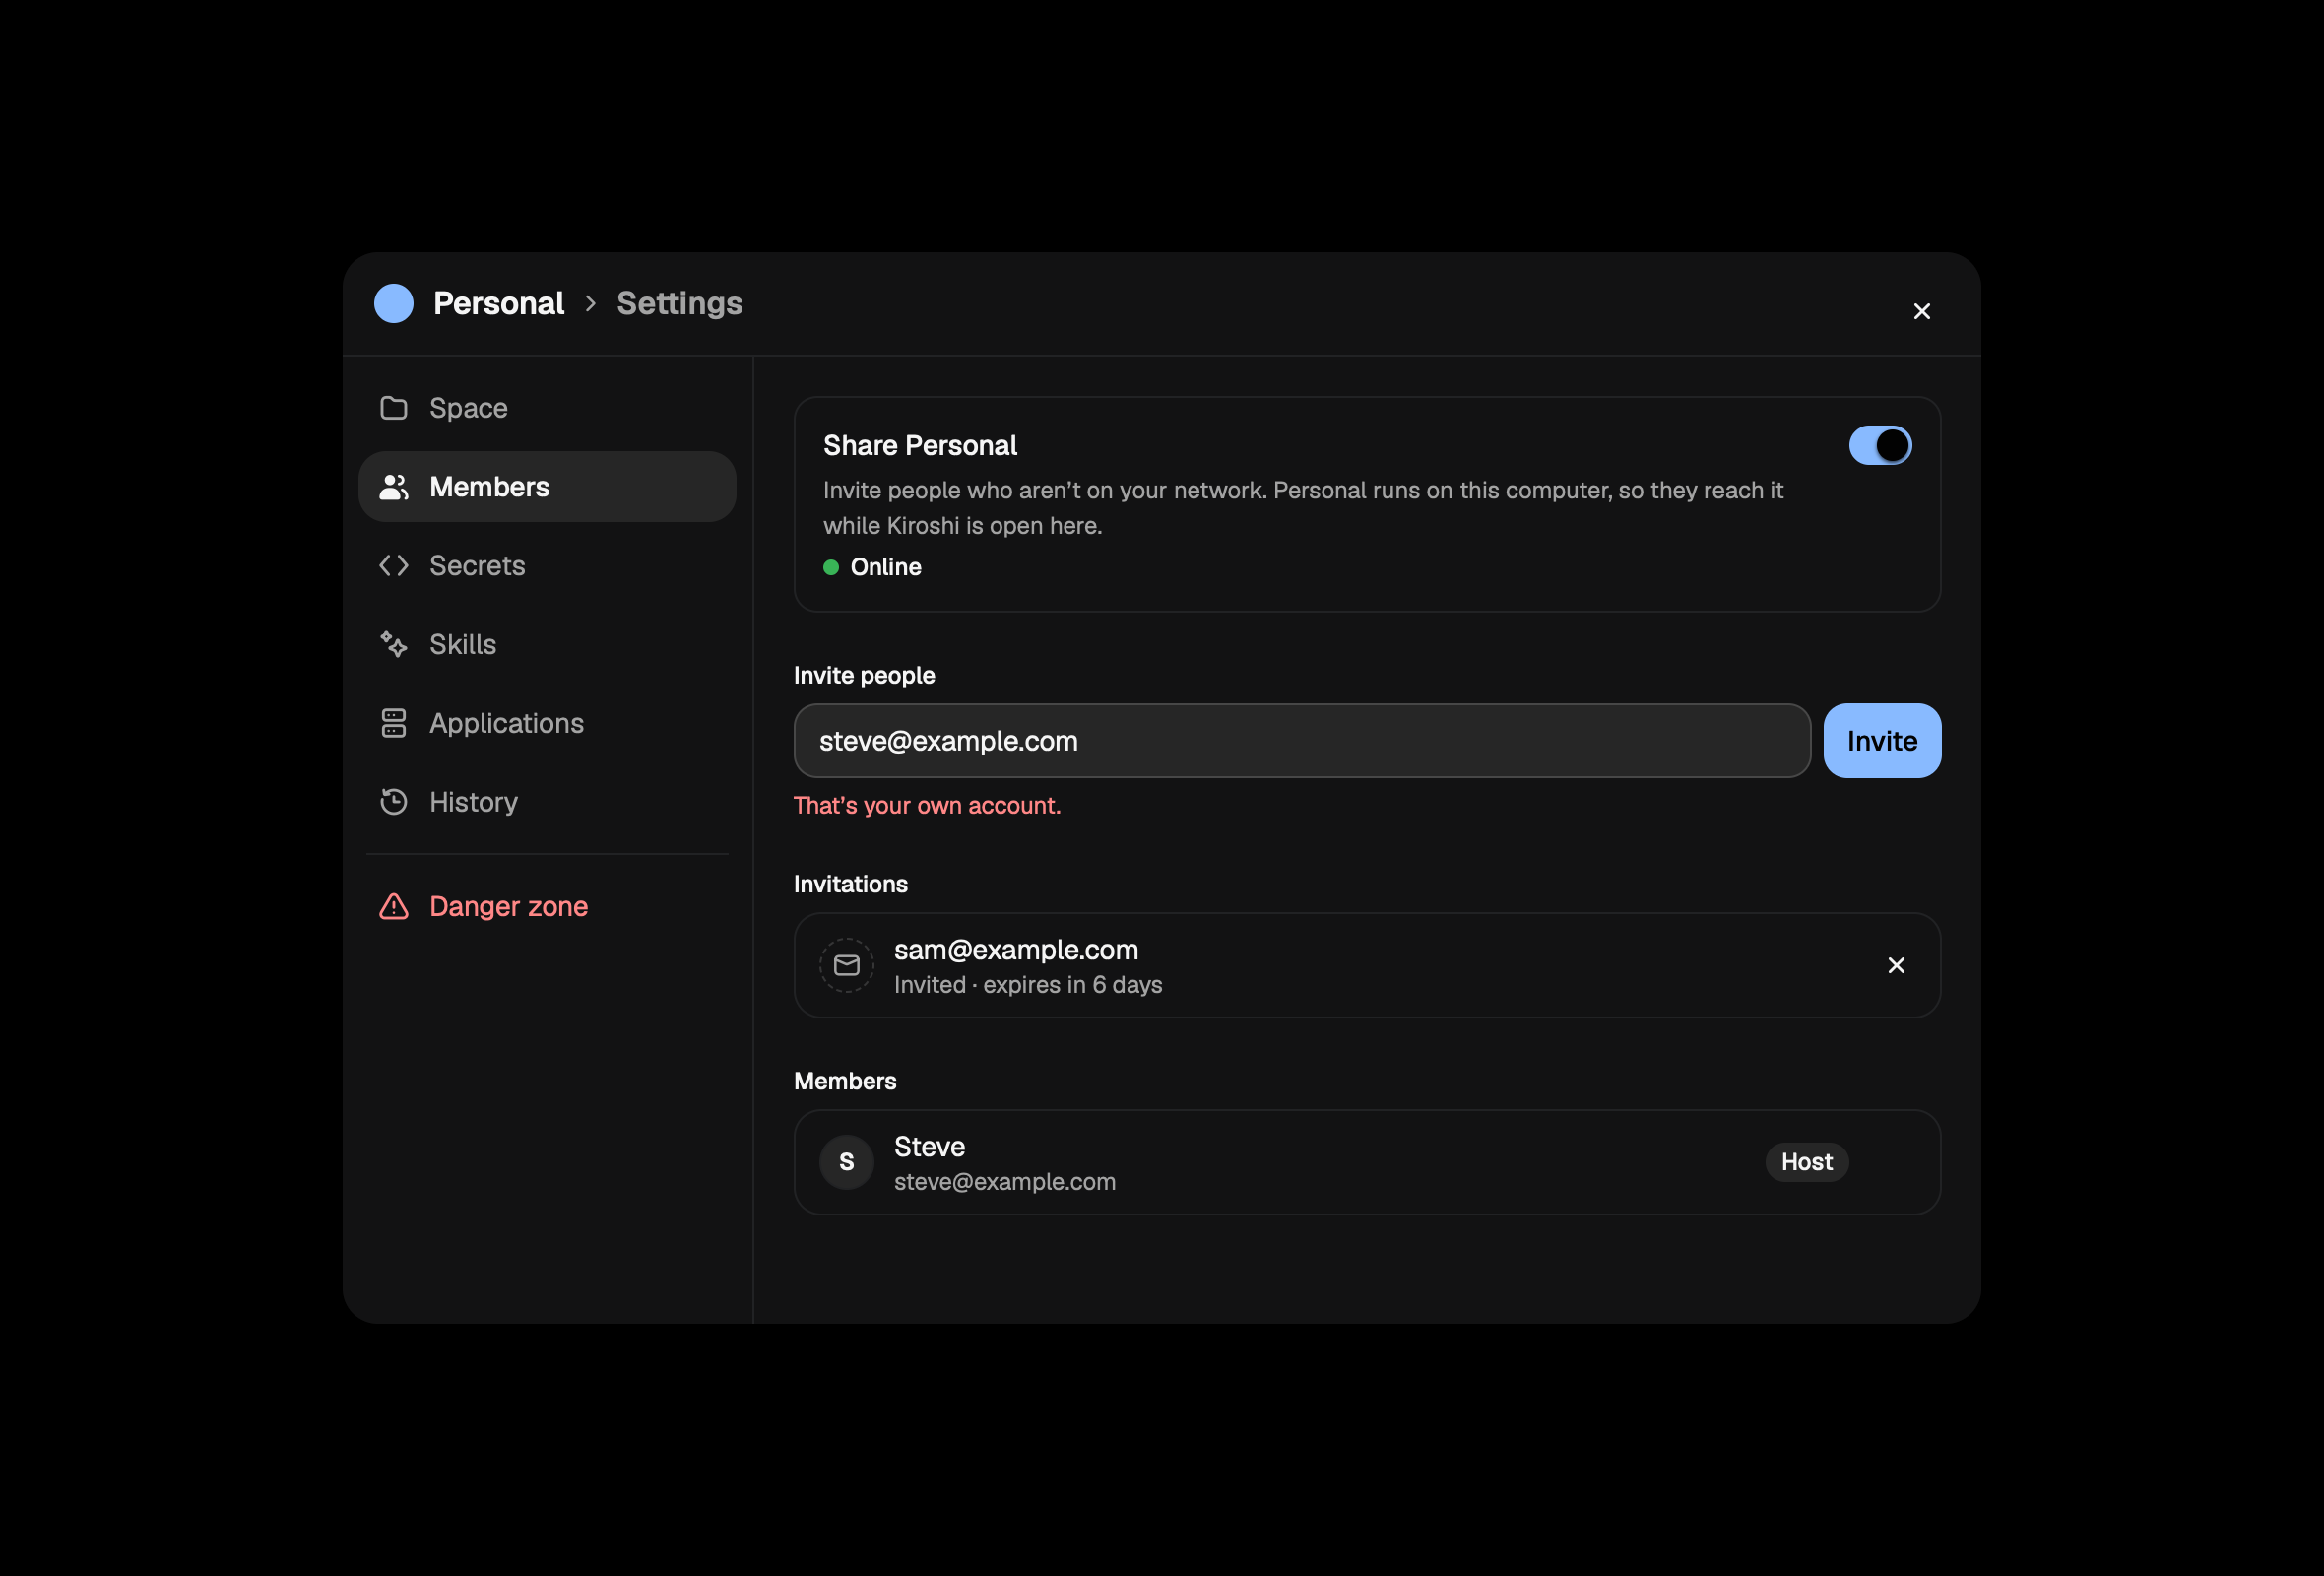 Personal > Settings
Space
Members
Secrets
Skills
Applications
History
Danger zone
Share Personal
Invite people who aren’t on your network. Personal runs on this computer, so they reach it
while Kiroshi is open here.
Online
Invite people
steve@example.com
Invite
That’s your own account.
Invitations
sam@example.com
Invited · expires in 6 days
Members
S
Steve
steve@example.com
Host